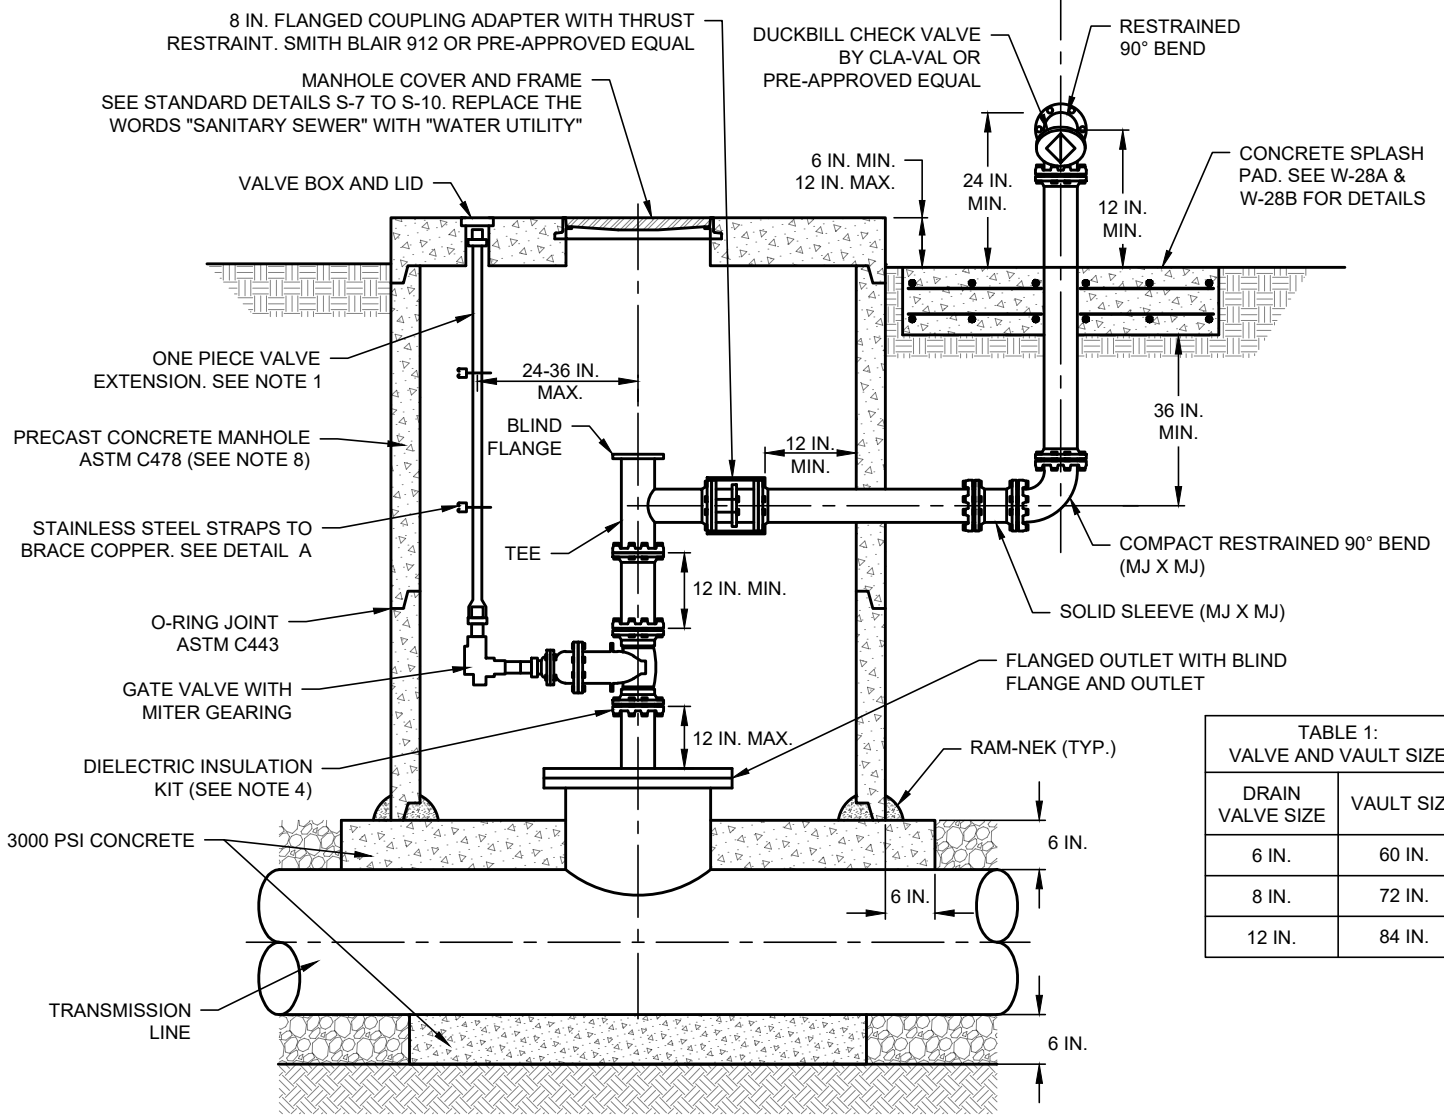 8 IN. FLANGED COUPLING ADAPTER WITH THRUST
RESTRAINT. SMITH BLAIR 912 OR PRE-APPROVED EQUAL
MANHOLE COVER AND FRAME
SEE STANDARD DETAILS S-7 TO S-10. REPLACE THE
WORDS "SANITARY SEWER" WITH "WATER UTILITY"
VALVE BOX AND LID
DUCKBILL CHECK VALVE
BY CLA-VAL OR
PRE-APPROVED EQUAL
RESTRAINED
90° BEND
6 IN. MIN.
12 IN. MAX.
24 IN.
MIN.
12 IN.
MIN.
CONCRETE SPLASH
PAD. SEE W-28A &
W-28B FOR DETAILS
ONE PIECE VALVE
EXTENSION. SEE NOTE 1
24-36 IN.
MAX.
BLIND
FLANGE
12 IN.
MIN.
36 IN.
MIN.
PRECAST CONCRETE MANHOLE
ASTM C478 (SEE NOTE 8)
STAINLESS STEEL STRAPS TO
BRACE COPPER. SEE DETAIL A
TEE
12 IN. MIN.
COMPACT RESTRAINED 90° BEND
(MJ X MJ)
SOLID SLEEVE (MJ X MJ)
O-RING JOINT
ASTM C443
GATE VALVE WITH
MITER GEARING
FLANGED OUTLET WITH BLIND
FLANGE AND OUTLET
DIELECTRIC INSULATION
KIT (SEE NOTE 4)
12 IN. MAX.
RAM-NEK (TYP.)
3000 PSI CONCRETE
6 IN.
6 IN.
TRANSMISSION
LINE
6 IN.
TABLE 1:
VALVE AND VAULT SIZE
DRAIN
VALVE SIZE
VAULT SIZ
6 IN. 60 IN.
8 IN. 72 IN.
12 IN. 84 IN.